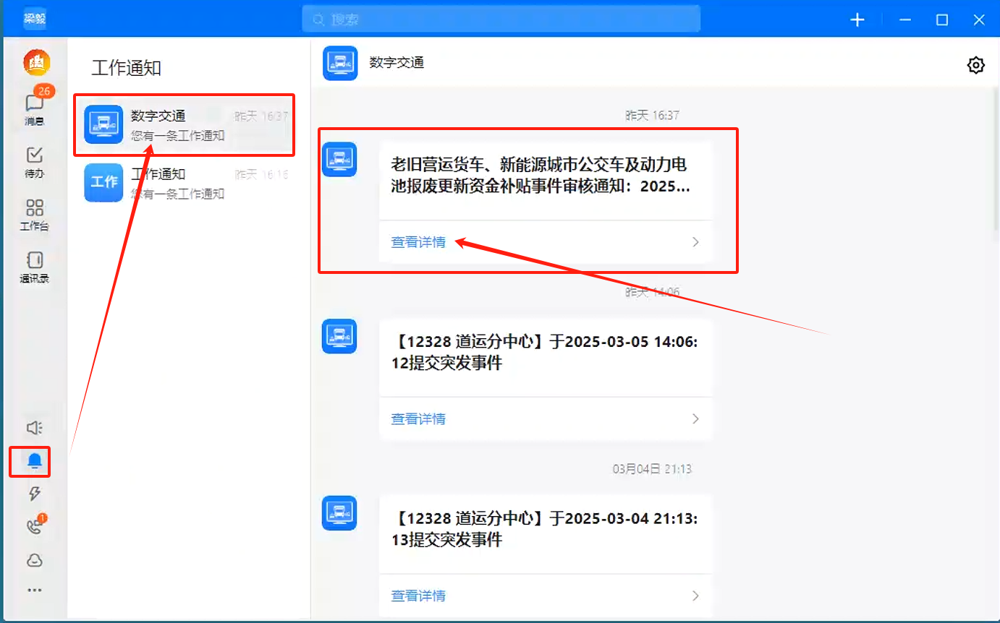 梁毅
搜索
26
消息
待办
工作台
通讯录
1
工作通知
数字交通
昨天 16:37
您有一条工作通知
工作
工作通知
昨天 16:16
您有一条工作通知
数字交通
昨天 16:37
老旧营运货车、新能源城市公交车及动力电
池报废更新资金补贴事件审核通知：2025...
查看详情
昨天 14:06
【12328 道运分中心】于2025-03-05 14:06:
12提交突发事件
查看详情
03月04日 21:13
【12328 道运分中心】于2025-03-04 21:13:
13提交突发事件
查看详情